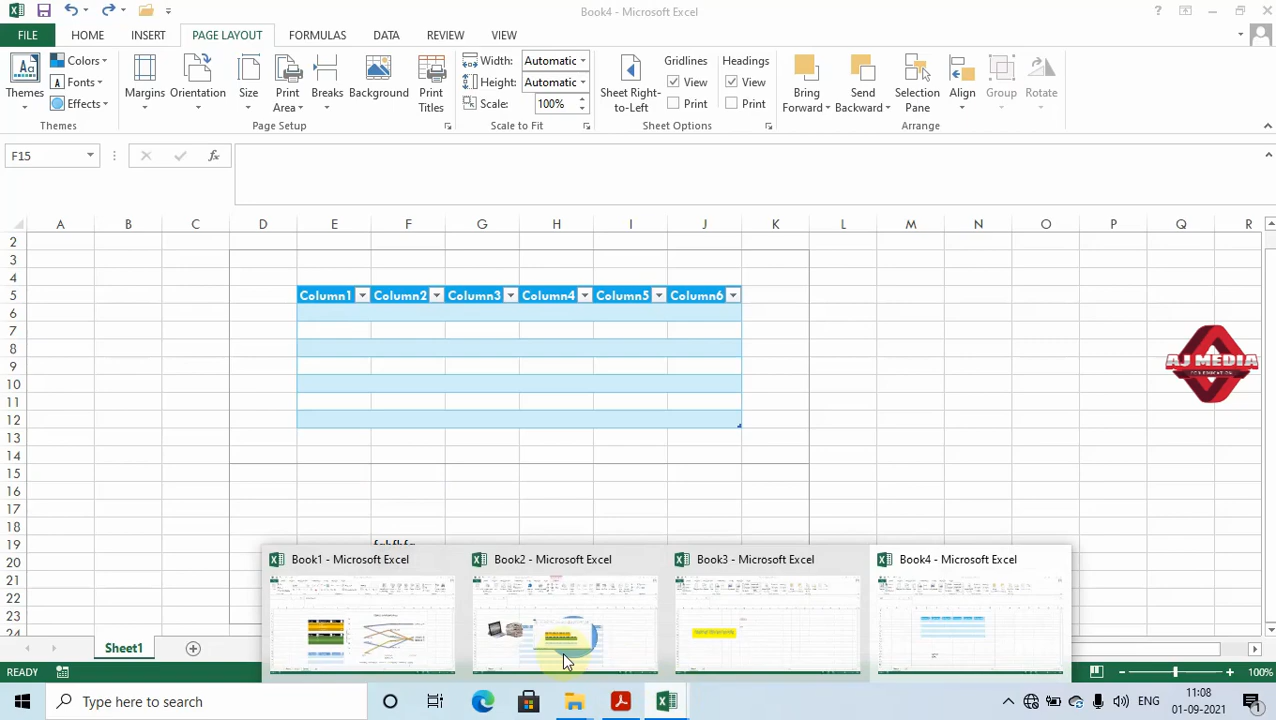 Book4 - Microsoft Excel
FILE HOME INSERT PAGE LAYOUT FORMULAS DATA REVIEW VIEW
Themes Colors Fonts Effects
Margins Orientation Size Print Area Breaks Background Print Titles
Width: Automatic
Height: Automatic
Scale: 100%
Gridlines Headings
Sheet Right-to-Left View View
Print Print
Bring Forward Send Backward Selection Pane Align Group Rotate
Themes Page Setup Scale to Fit Sheet Options Arrange
F15 fx
A B C D E F G H I J K L M N O P Q R
2
3
4
5 Column1 Column2 Column3 Column4 Column5 Column6
6
7
8
AJ MEDIA
FOR EDUCATION
9
10
11
12
13
14
15
16
17
18
19
20
21
22
23
24
Book1 - Microsoft Excel Book2 - Microsoft Excel Book3 - Microsoft Excel Book4 - Microsoft Excel
Sheet1
READY 100%
Type here to search
ENG 11:08
01-09-2021
1